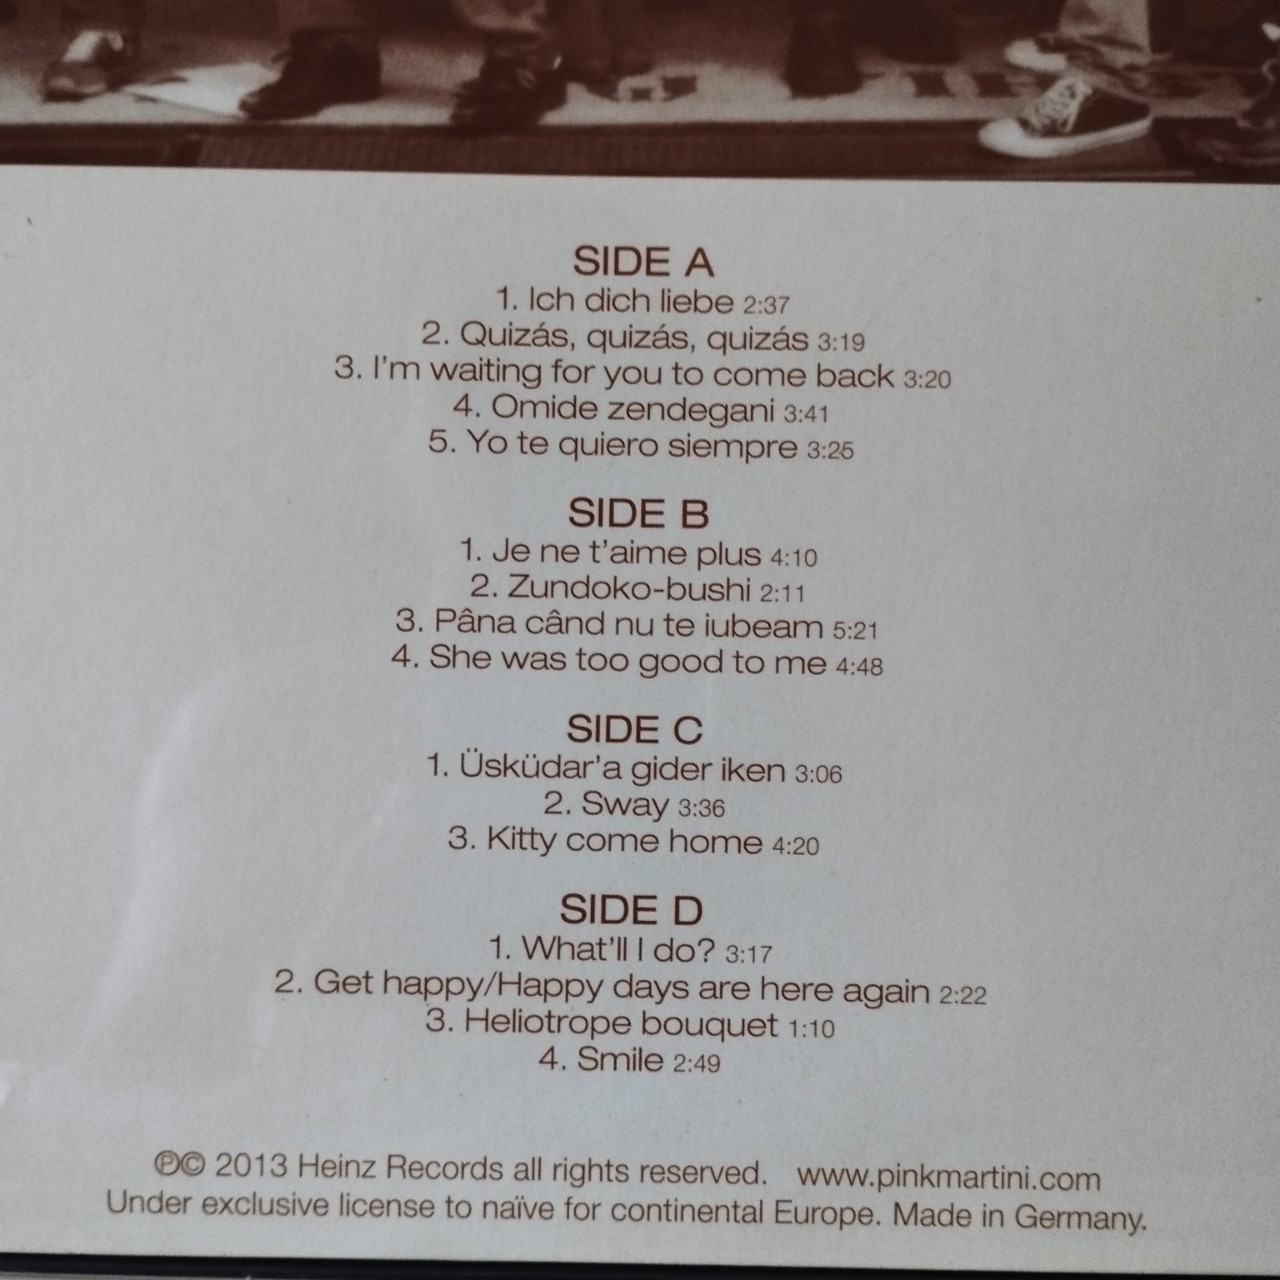 SIDE A
1. Ich dich liebe 2:37
2. Quizás, quizás, quizás 3:19
3. I'm waiting for you to come back 3:20
4. Omide zendegani 3:41
5. Yo te quiero siempre 3:25
SIDE B
1. Je ne t'aime plus 4:10
2. Zundoko-bushi 2:11
3. Pâna când nu te iubeam 5:21
4. She was too good to me 4:48
SIDE C
1. Üsküdar'a gider iken 3:06
2. Sway 3:36
3. Kitty come home 4:20
SIDE D
1. What'll I do? 3:17
2. Get happy/Happy days are here again 2:22
3. Heliotrope bouquet 1:10
4. Smile 2:49
℗© 2013 Heinz Records all rights reserved. www.pinkmartini.com
Under exclusive license to naïve for continental Europe. Made in Germany.